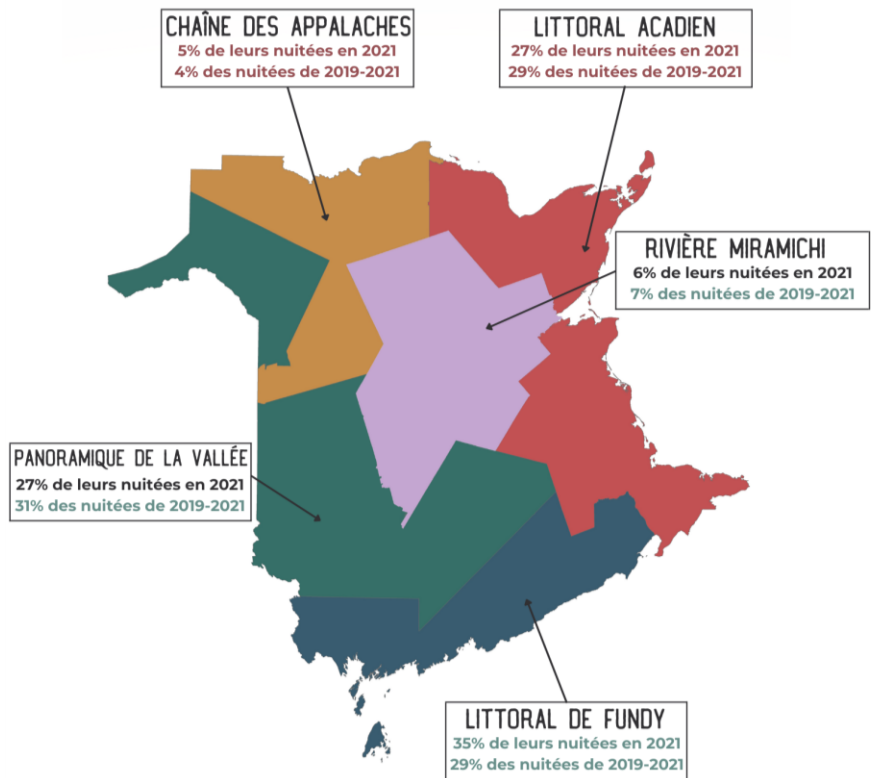 CHAÎNE DES APPALACHES
5% de leurs nuitées en 2021
4% des nuitées de 2019-2021
LITTORAL ACADIEN
27% de leurs nuitées en 2021
29% des nuitées de 2019-2021
RIVIÈRE MIRAMICHI
6% de leurs nuitées en 2021
7% des nuitées de 2019-2021
PANORAMIQUE DE LA VALLÉE
27% de leurs nuitées en 2021
31% des nuitées de 2019-2021
LITTORAL DE FUNDY
35% de leurs nuitées en 2021
29% des nuitées de 2019-2021